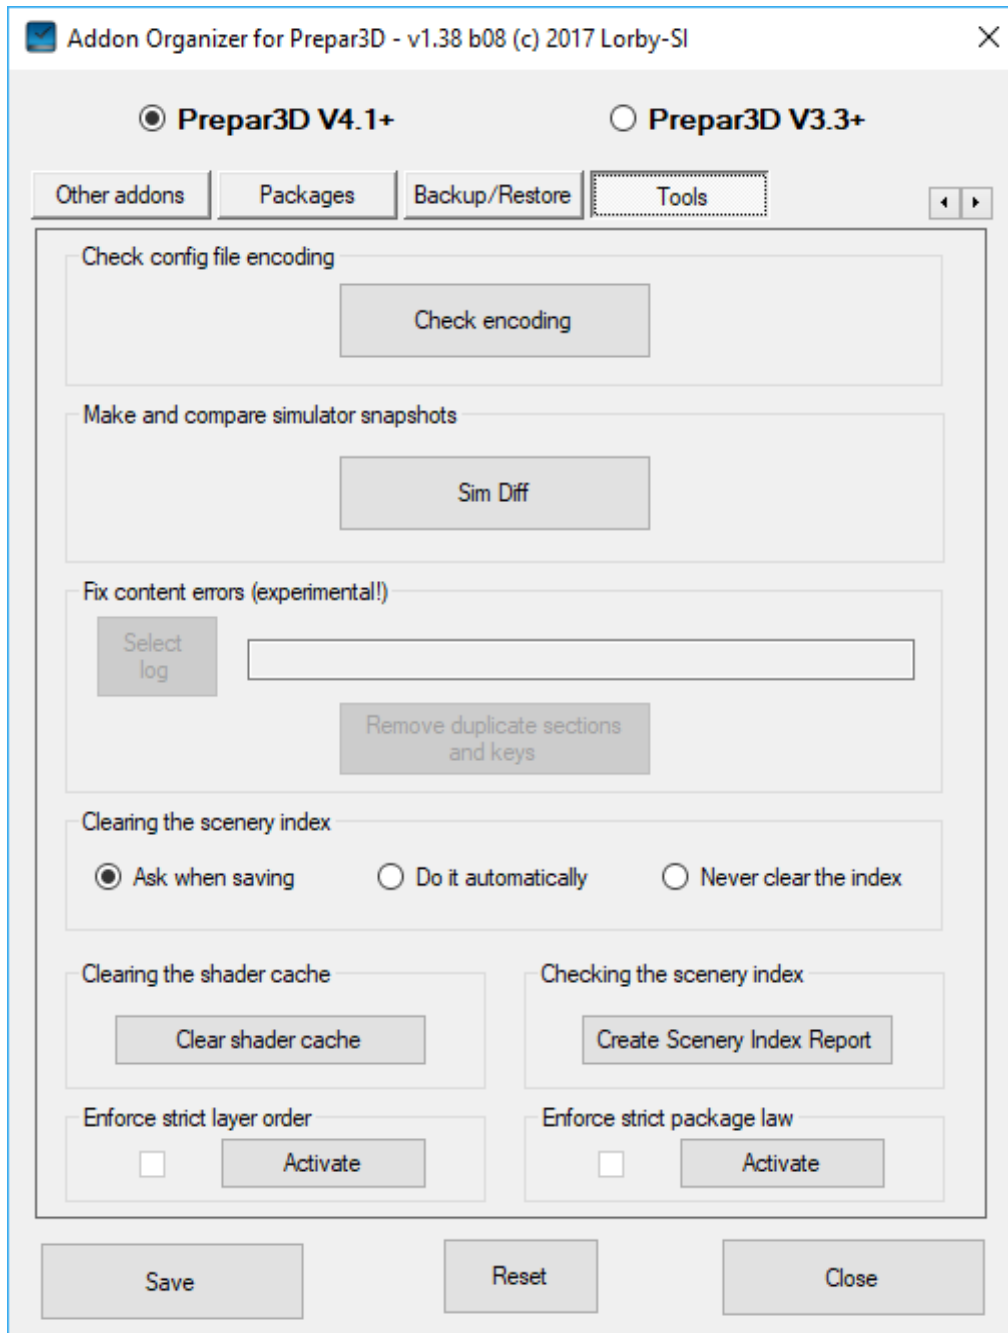 Addon Organizer for Prepar3D - v1.38 b08 (c) 2017 Lorby-SI
Prepar3D V4.1+ Prepar3D V3.3+
Other addons Packages Backup/Restore Tools
Check config file encoding
Check encoding
Make and compare simulator snapshots
Sim Diff
Fix content errors (experimental!)
Select
log
Remove duplicate sections
and keys
Clearing the scenery index
Ask when saving Do it automatically Never clear the index
Clearing the shader cache Checking the scenery index
Clear shader cache Create Scenery Index Report
Enforce strict layer order Enforce strict package law
Activate Activate
Save Reset Close